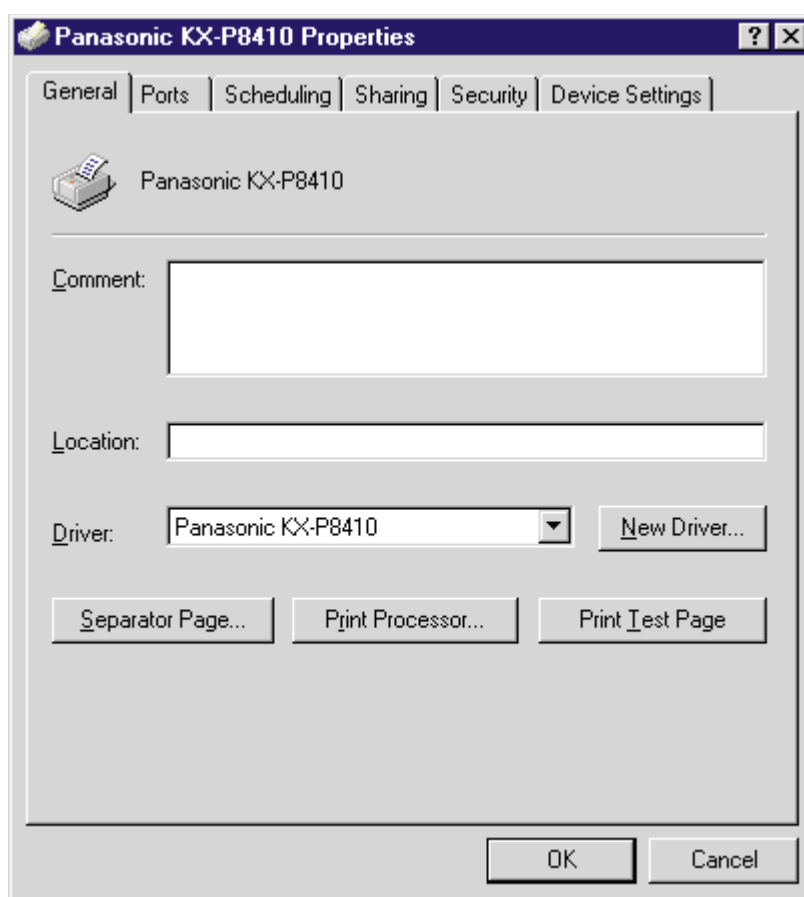 Panasonic KX-P8410 Properties
General Ports Scheduling Sharing Security Device Settings
Panasonic KX-P8410
Comment:
Location:
Driver: Panasonic KX-P8410 New Driver...
Separator Page... Print Processor... Print Test Page
OK Cancel